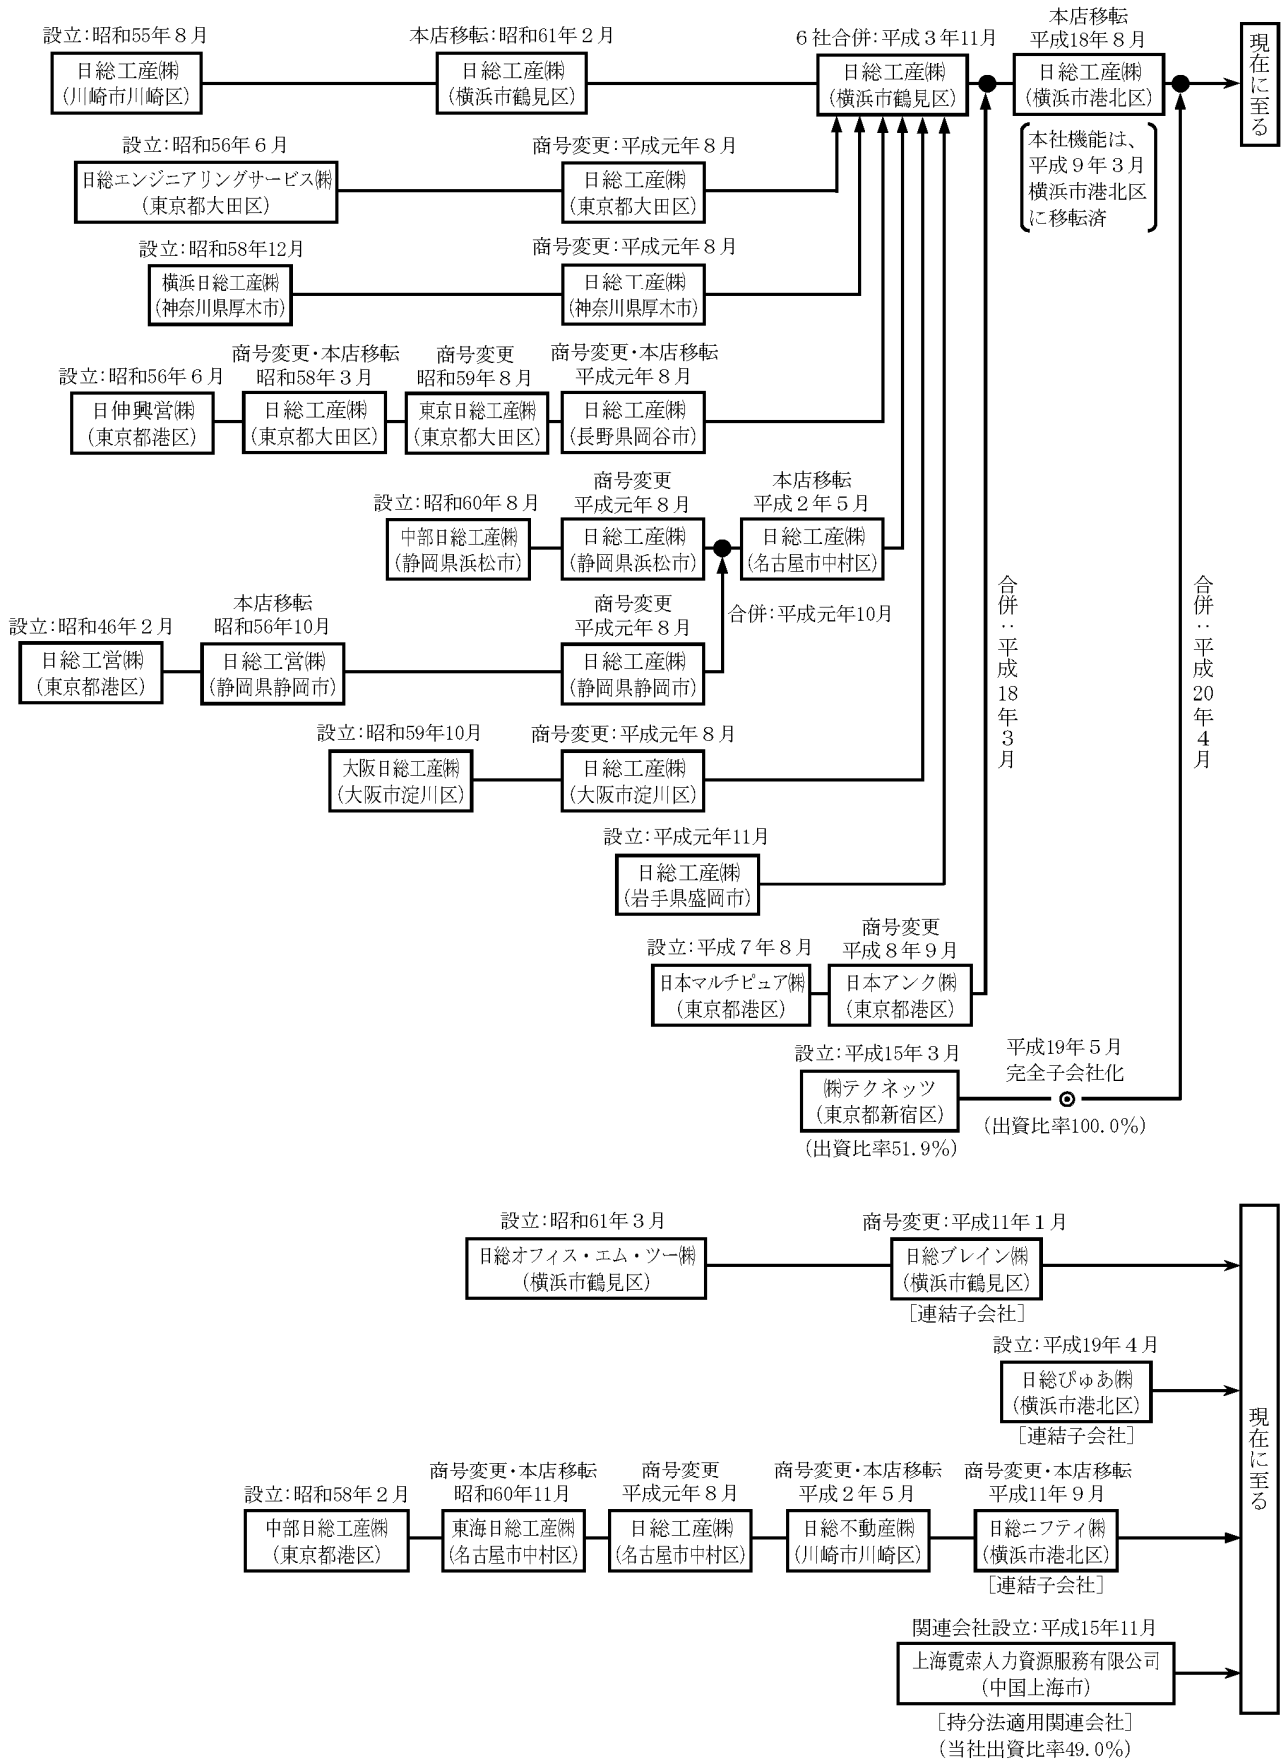 設立：昭和55年８月
日総工産㈱
（川崎市川崎区）
本店移転：昭和61年２月
日総工産㈱
（横浜市鶴見区）
６社合併：平成３年11月
日総工産㈱
（横浜市鶴見区）
本店移転
平成18年８月
日総工産㈱
（横浜市港北区）
本社機能は、
平成９年３月
横浜市港北区
に移転済
現在に至る
設立：昭和56年６月
日総エンジニアリングサービス㈱
（東京都大田区）
商号変更：平成元年８月
日総工産㈱
（東京都大田区）
設立：昭和58年12月
横浜日総工産㈱
（神奈川県厚木市）
商号変更：平成元年８月
日総工産㈱
（神奈川県厚木市）
設立：昭和56年６月
日伸興営㈱
（東京都港区）
商号変更・本店移転
昭和58年３月
日総工産㈱
（東京都大田区）
商号変更
昭和59年８月
東京日総工産㈱
（東京都大田区）
商号変更・本店移転
平成元年８月
日総工産㈱
（長野県岡谷市）
設立：昭和60年８月
中部日総工産㈱
（静岡県浜松市）
商号変更
平成元年８月
日総工産㈱
（静岡県浜松市）
本店移転
平成２年５月
日総工産㈱
（名古屋市中村区）
合併：平成元年10月
設立：昭和46年２月
日総工営㈱
（東京都港区）
本店移転
昭和56年10月
日総工営㈱
（静岡県静岡市）
商号変更
平成元年８月
日総工産㈱
（静岡県静岡市）
合併：平成18年３月
合併：平成20年４月
設立：昭和59年10月
大阪日総工産㈱
（大阪市淀川区）
商号変更：平成元年８月
日総工産㈱
（大阪市淀川区）
設立：平成元年11月
日総工産㈱
（岩手県盛岡市）
設立：平成７年８月
日本マルチピュア㈱
（東京都港区）
商号変更
平成８年９月
日本アンク㈱
（東京都港区）
設立：平成15年３月
㈱テクネッツ
（東京都新宿区）
（出資比率51.9％）
平成19年５月
完全子会社化
（出資比率100.0％）
設立：昭和61年３月
日総オフィス・エム・ツー㈱
（横浜市鶴見区）
商号変更：平成11年１月
日総ブレイン㈱
（横浜市鶴見区）
［連結子会社］
設立：平成19年４月
日総ぴゅあ㈱
（横浜市港北区）
［連結子会社］
現在に至る
設立：昭和58年２月
中部日総工産㈱
（東京都港区）
商号変更・本店移転
昭和60年11月
東海日総工産㈱
（名古屋市中村区）
商号変更
平成元年８月
日総工産㈱
（名古屋市中村区）
商号変更・本店移転
平成２年５月
日総不動産㈱
（川崎市川崎区）
商号変更・本店移転
平成11年９月
日総ニフティ㈱
（横浜市港北区）
［連結子会社］
関連会社設立：平成15年11月
上海霓索人力資源服務有限公司
（中国上海市）
［持分法適用関連会社］
（当社出資比率49.0％）